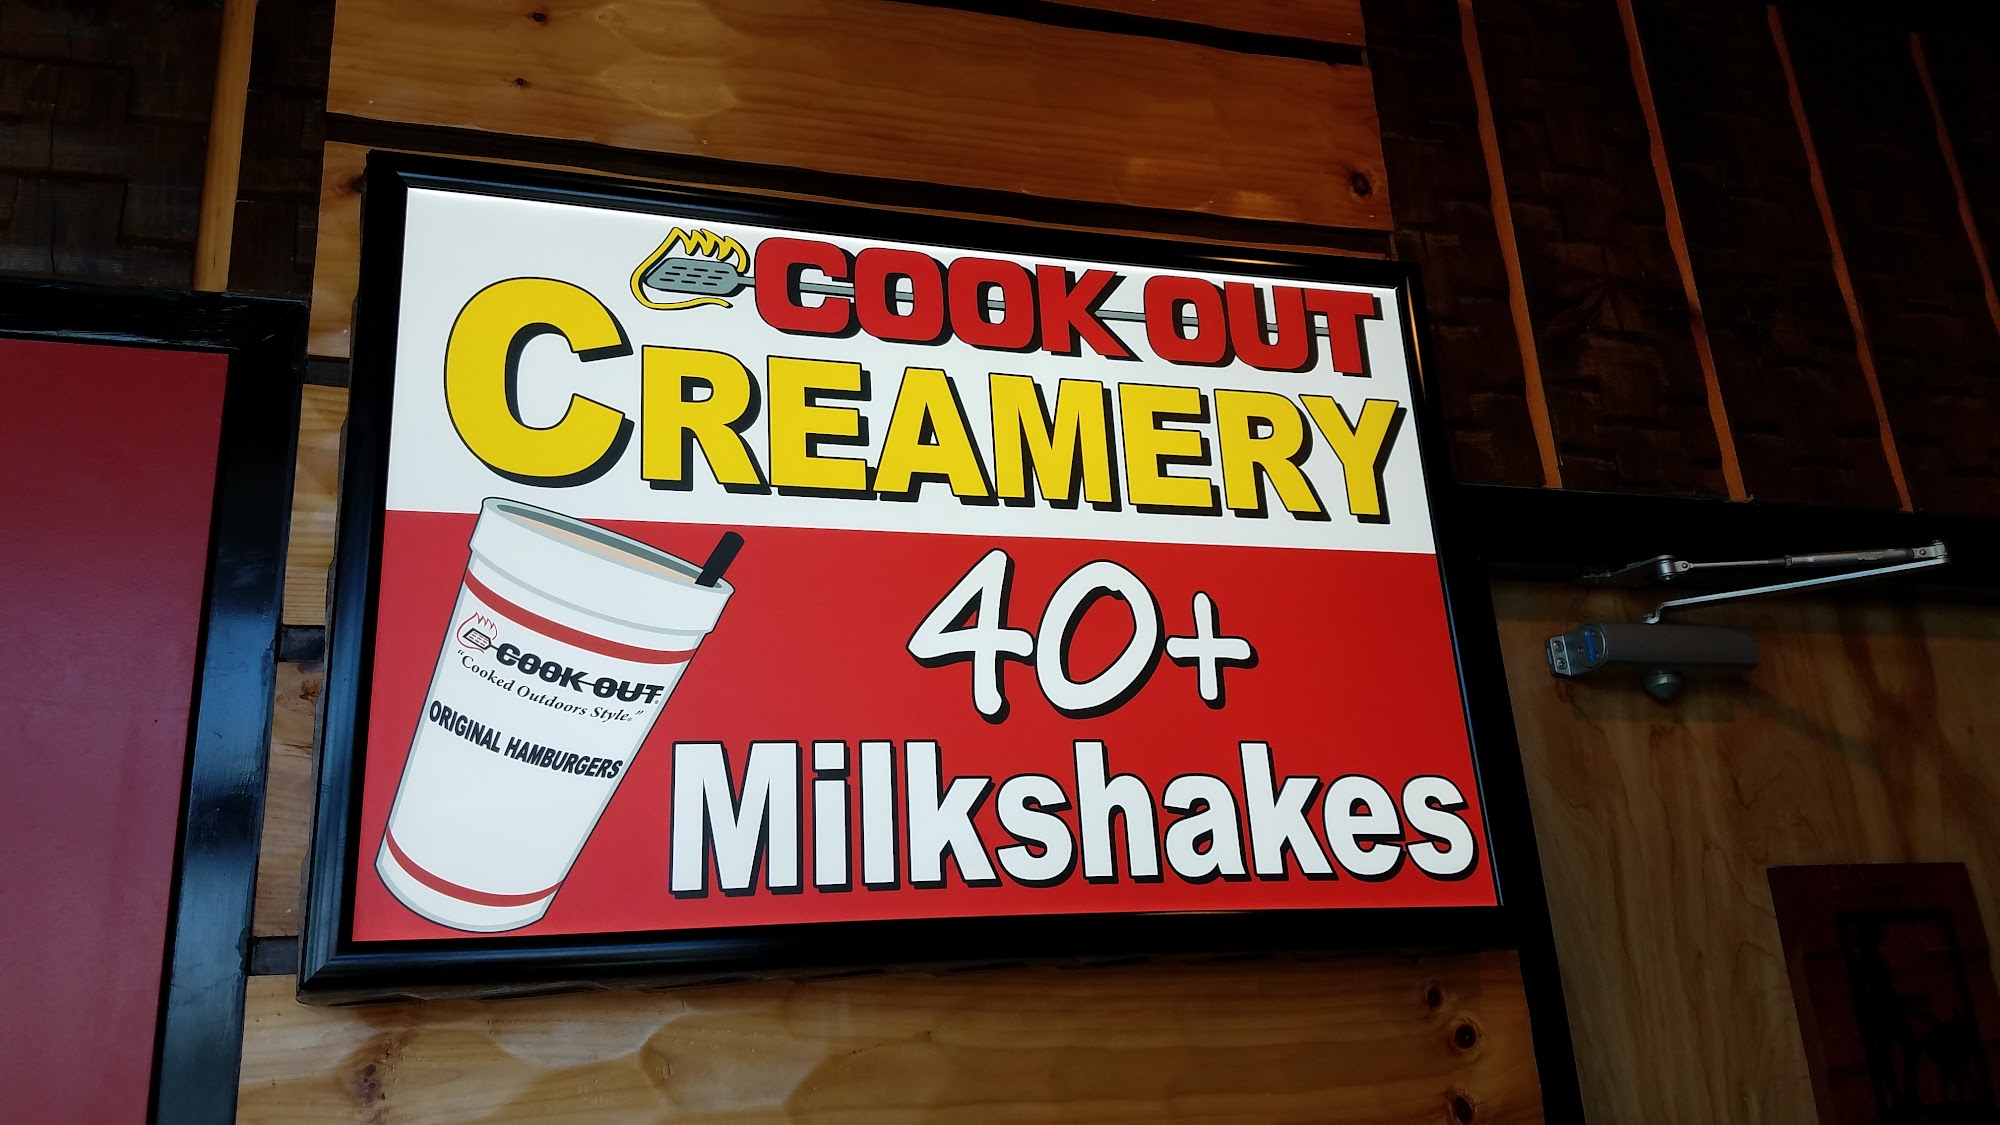 COOK OUT
CREAMERY
40+
Milkshakes
COOK OUT
"Cooked Outdoors Style."
ORIGINAL HAMBURGERS